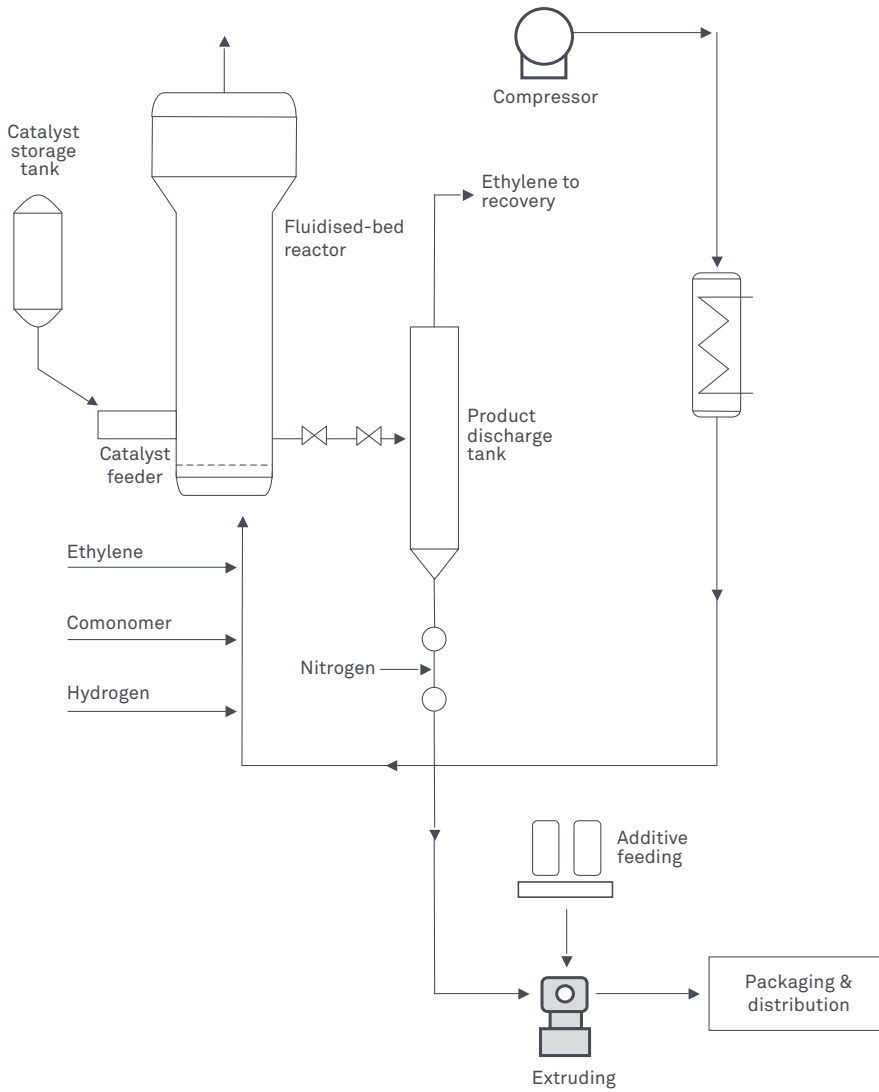 Compressor
Catalyst
storage
tank
Ethylene to
recovery
Fluidised-bed
reactor
Product
discharge
tank
Catalyst
feeder
Ethylene
Comonomer
Nitrogen
Hydrogen
Additive
feeding
Packaging &
distribution
Extruding